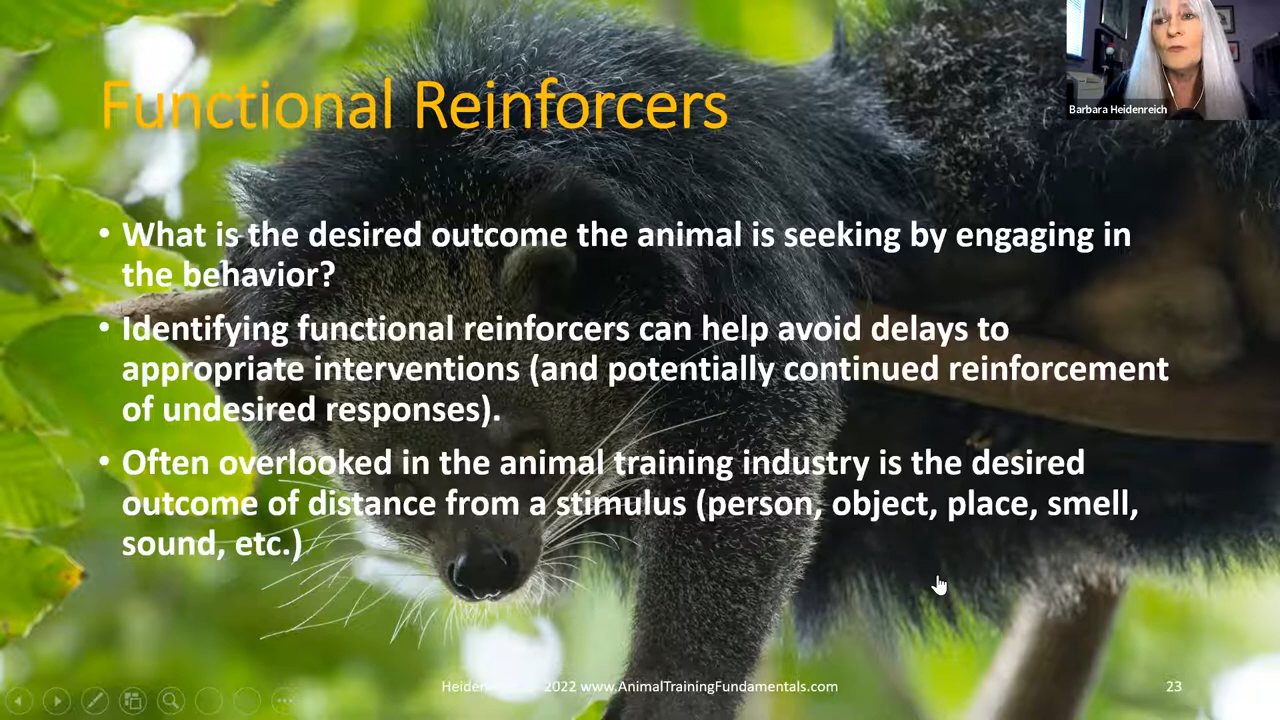 Functional Reinforcers
Barbara Heidenreich
• What is the desired outcome the animal is seeking by engaging in
the behavior?
• Identifying functional reinforcers can help avoid delays to
appropriate interventions (and potentially continued reinforcement
of undesired responses).
• Often overlooked in the animal training industry is the desired
outcome of distance from a stimulus (person, object, place, smell,
sound, etc.)
2022 www.AnimalTrainingFundamentals.com
23